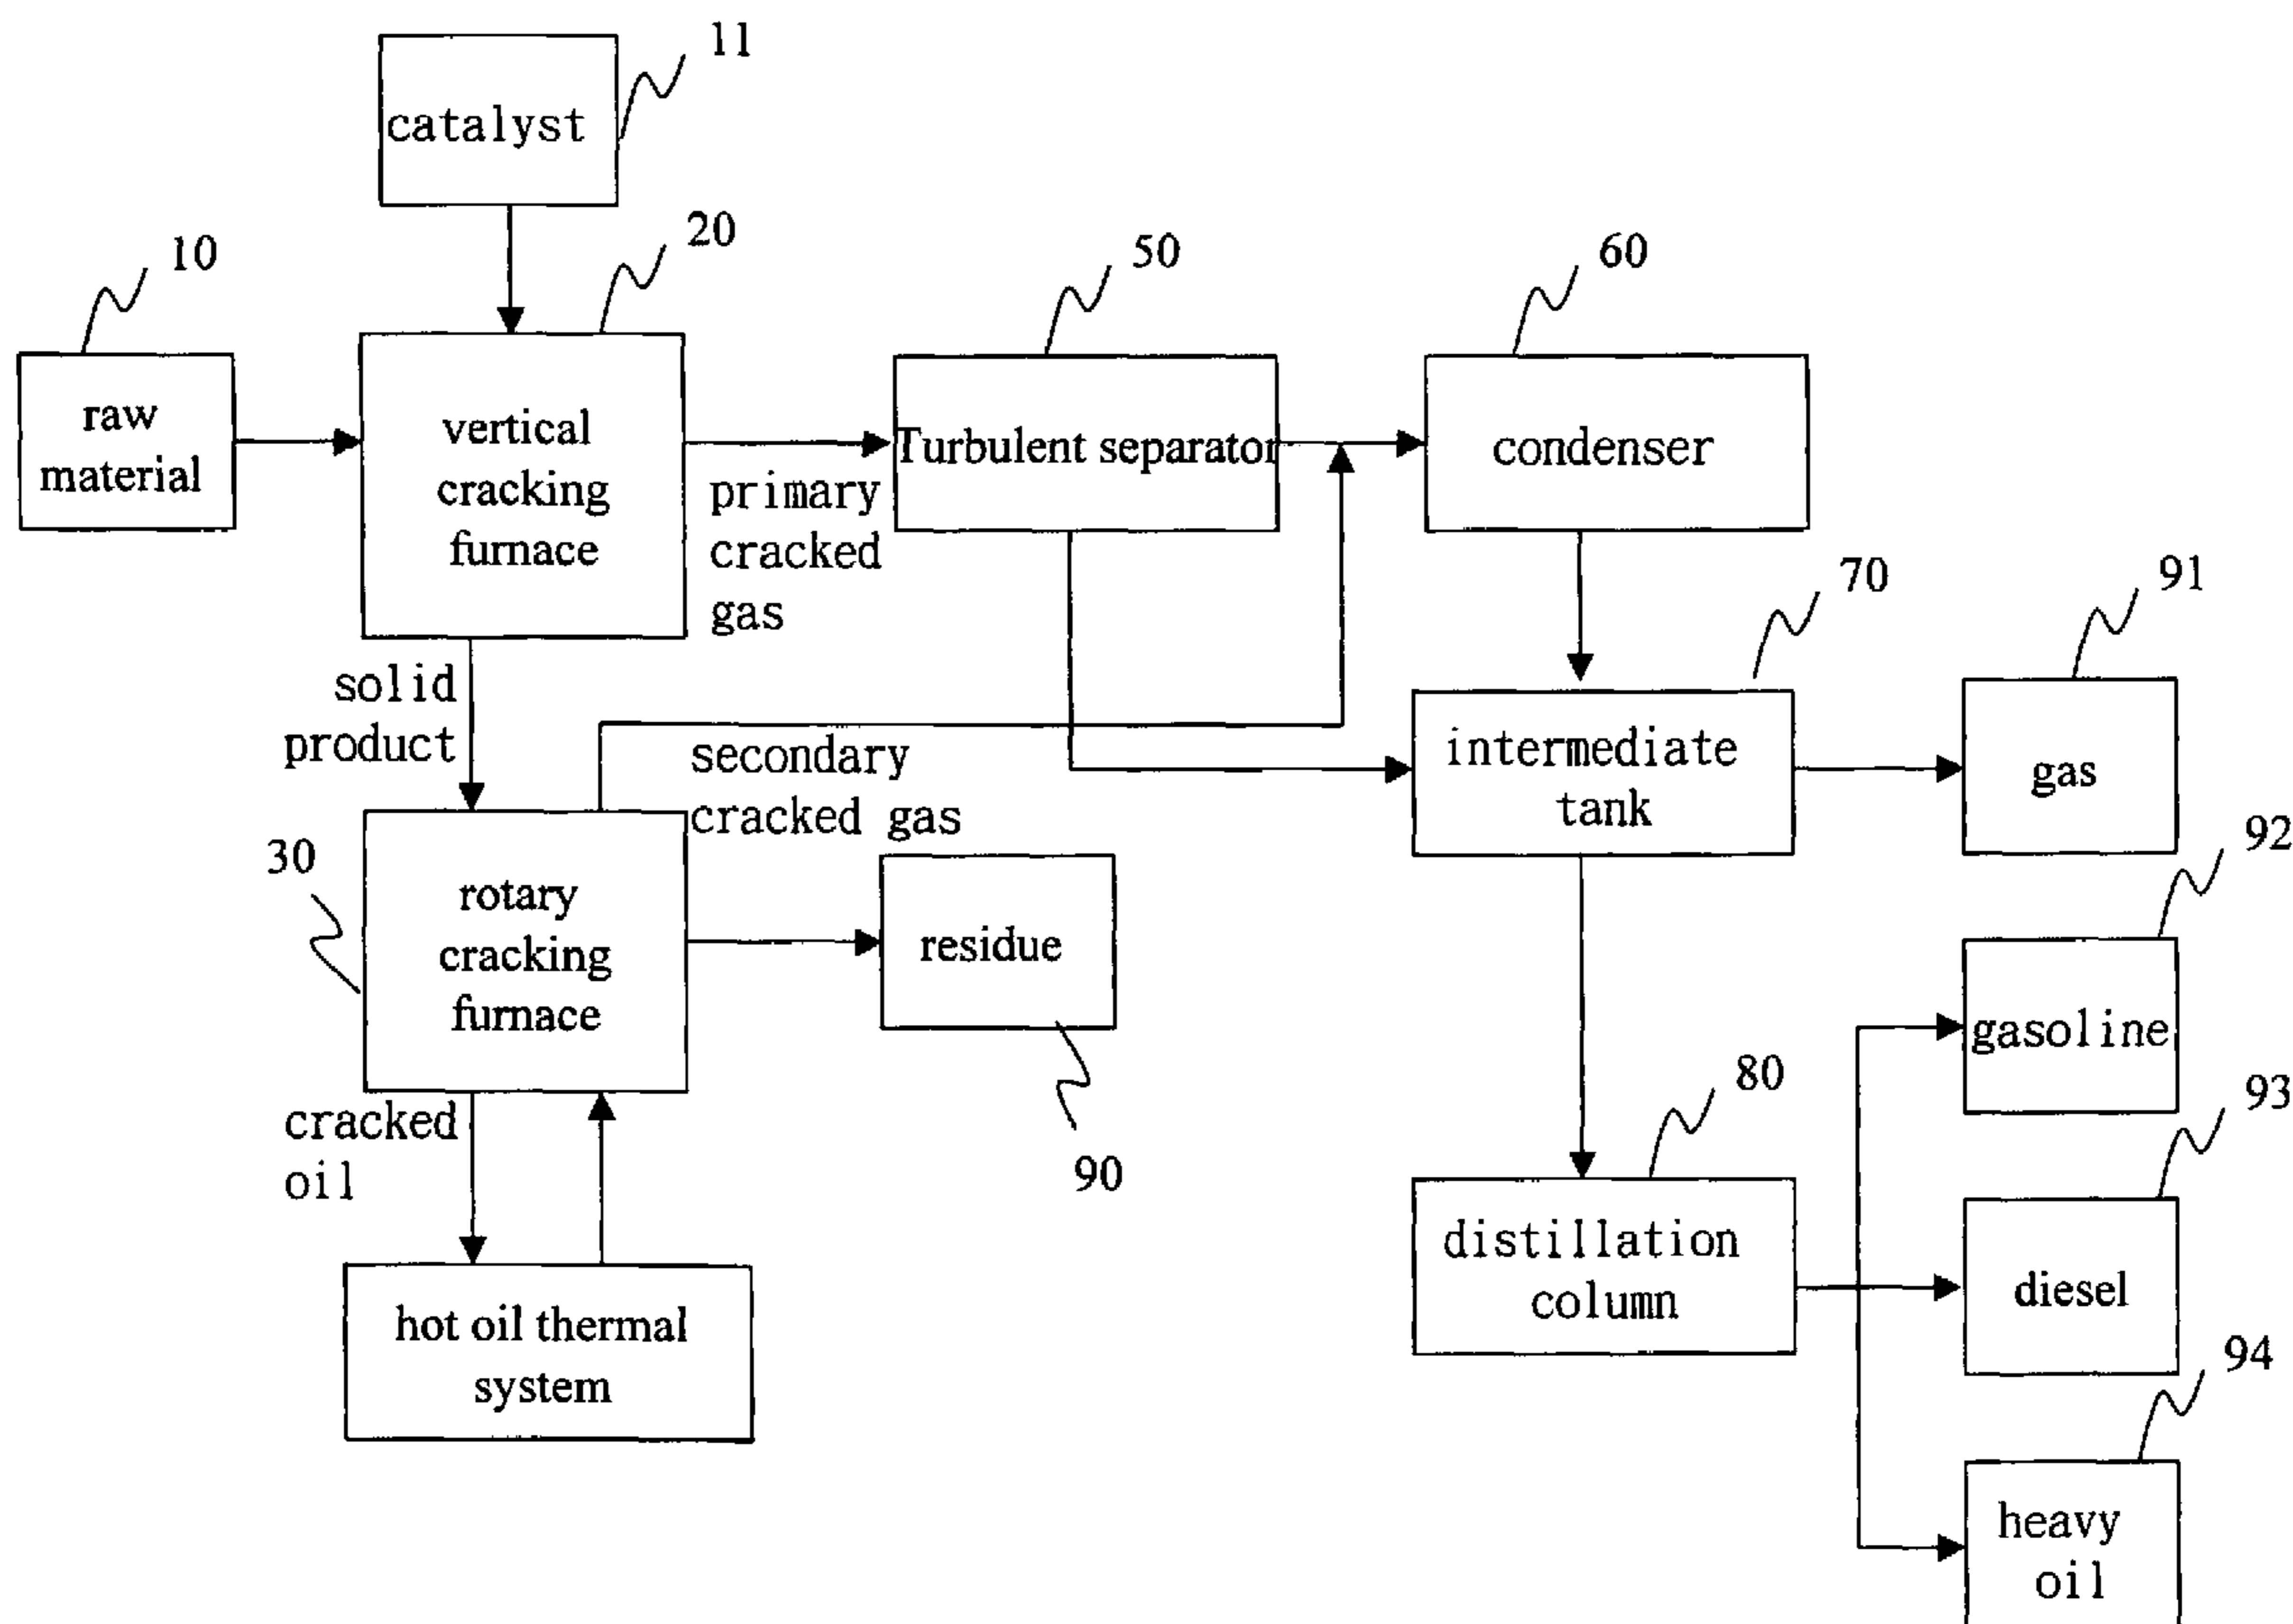 11
catalyst
20
10
50
60
raw
material
vertical
cracking
furnace
Turbulent separator
condenser
primary
cracked
gas
70
91
solid
product
secondary
cracked gas
intermediate
tank
gas
92
30
rotary
cracking
furnace
residue
gasoline
80
93
cracked
oil
90
distillation
column
diesel
hot oil thermal
system
94
heavy
oil